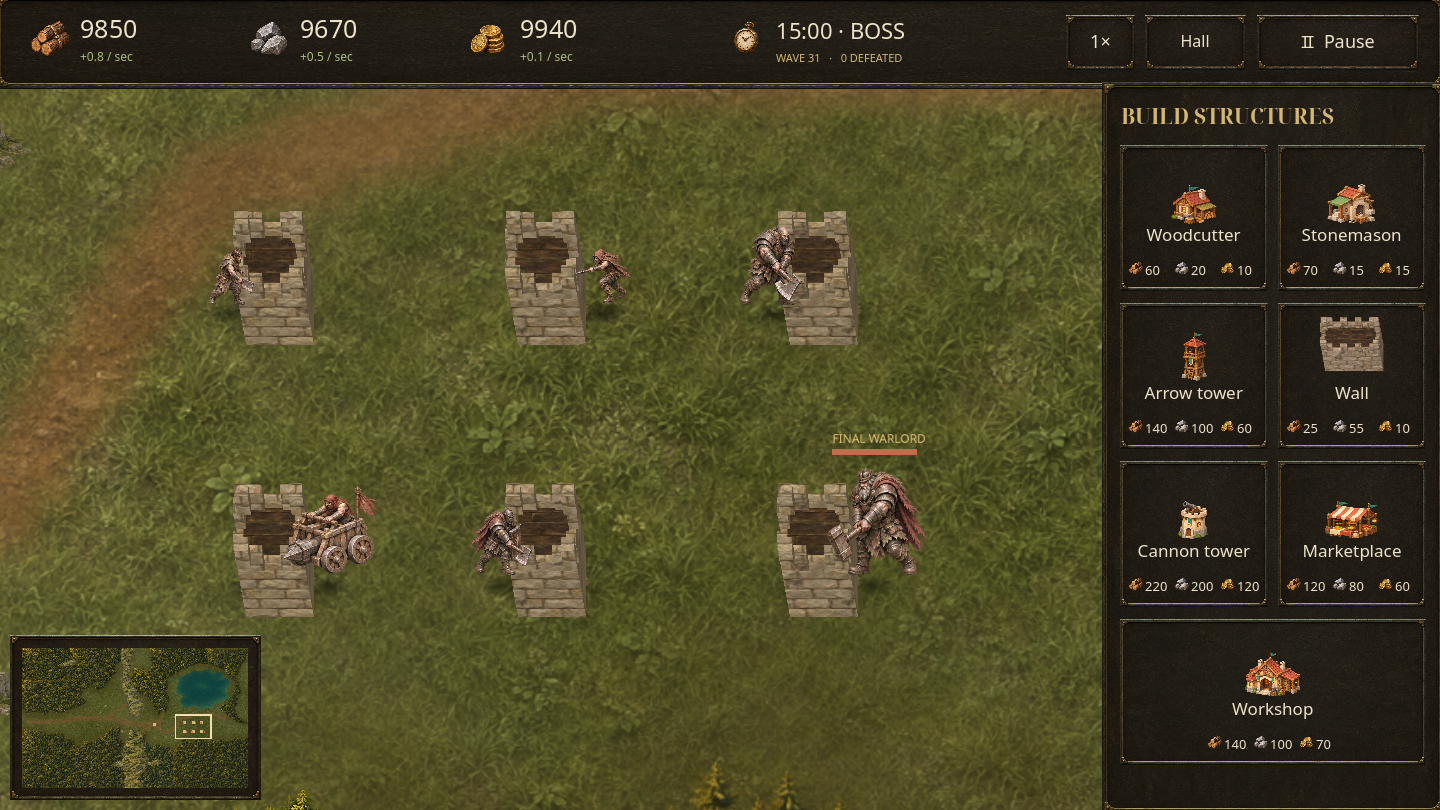 9850
+0.8 / sec
9670
+0.5 / sec
9940
+0.1 / sec
15:00 · BOSS
WAVE 31 · 0 DEFEATED
1×
Hall
Pause
BUILD STRUCTURES
Woodcutter
60 20 10
Stonemason
70 15 15
Arrow tower
140 100 60
Wall
25 55 10
FINAL WARLORD
Cannon tower
220 200 120
Marketplace
120 80 60
Workshop
140 100 70